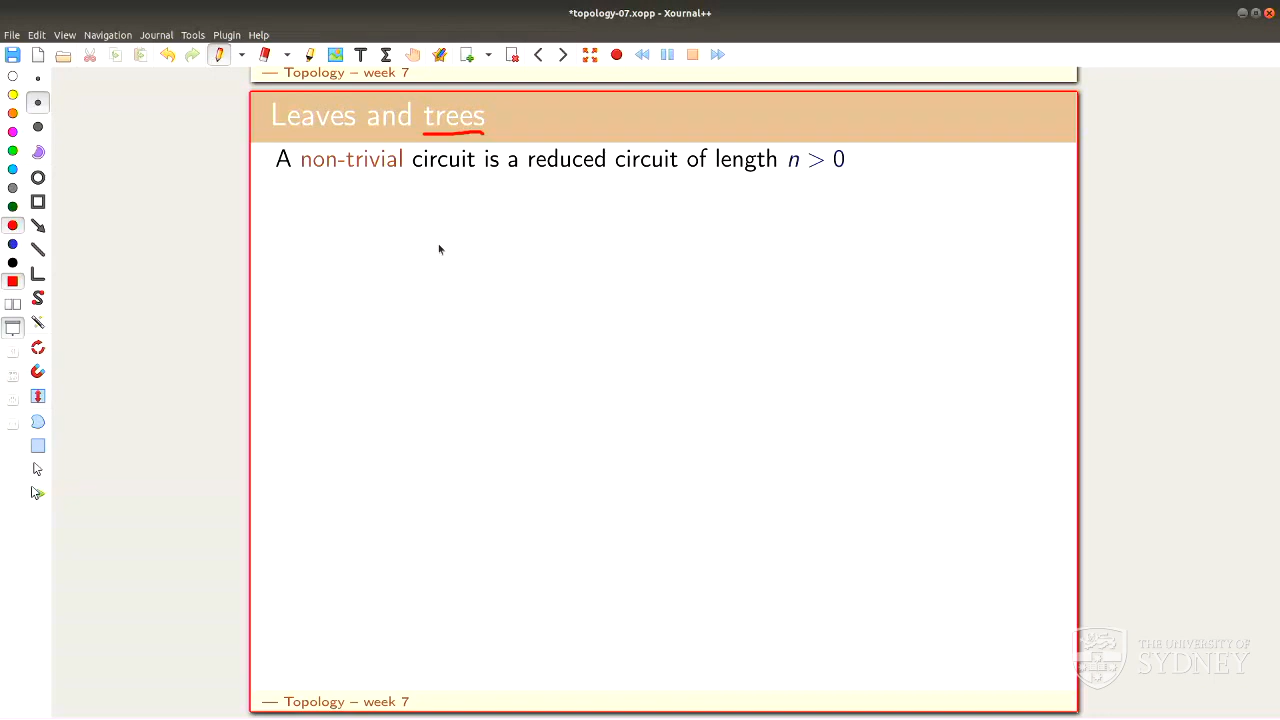 *topology-07.xopp - Xournal++
File Edit View Navigation Journal Tools Plugin Help
— Topology – week 7
Leaves and trees
A non-trivial circuit is a reduced circuit of length n > 0
THE UNIVERSITY OF
SYDNEY
— Topology – week 7